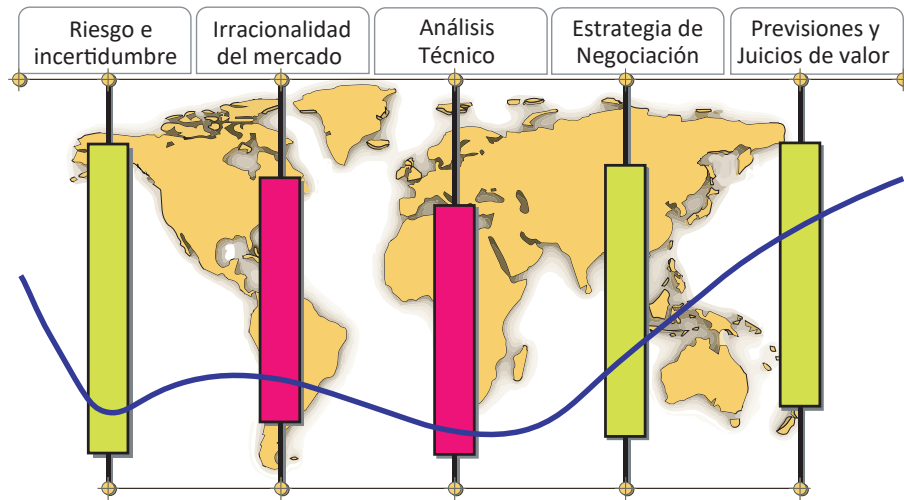 Riesgo e
incertidumbre
Irracionalidad
del mercado
Análisis
Técnico
Estrategia de
Negociación
Previsiones y
Juicios de valor